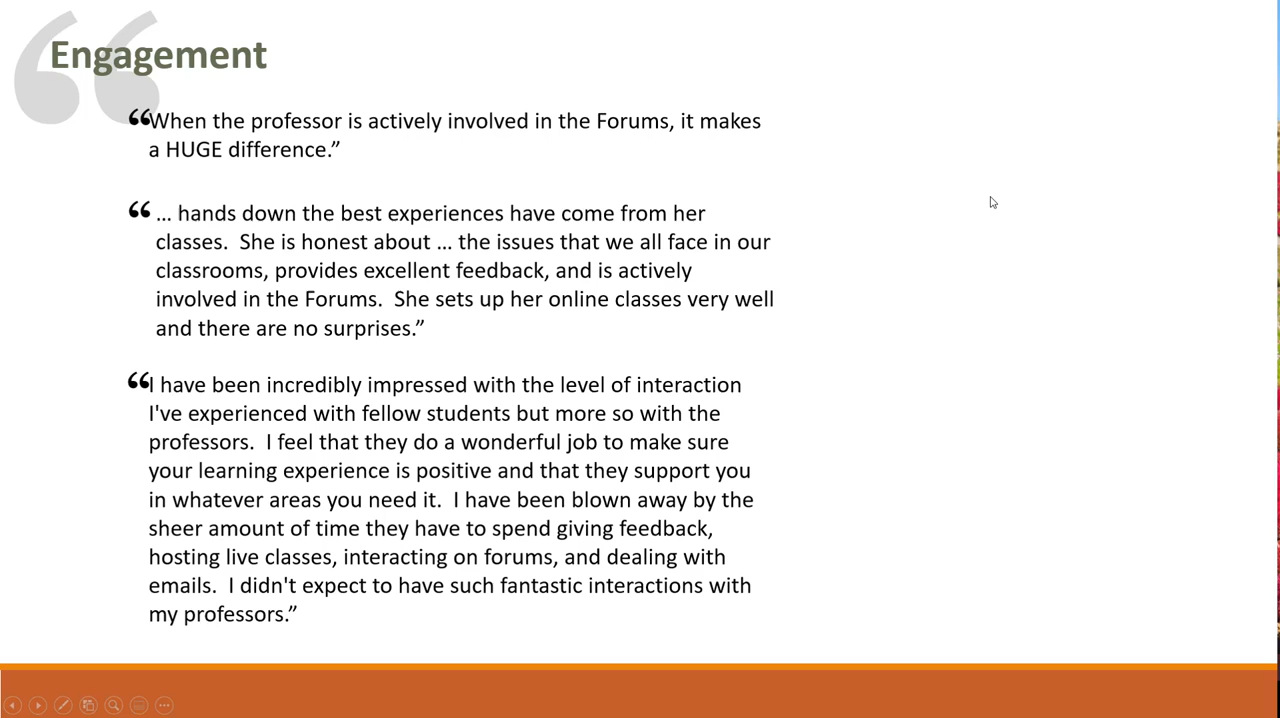 Engagement
“When the professor is actively involved in the Forums, it makes
a HUGE difference.”
“ … hands down the best experiences have come from her
classes.  She is honest about … the issues that we all face in our
classrooms, provides excellent feedback, and is actively
involved in the Forums.  She sets up her online classes very well
and there are no surprises.”
“I have been incredibly impressed with the level of interaction
I've experienced with fellow students but more so with the
professors.  I feel that they do a wonderful job to make sure
your learning experience is positive and that they support you
in whatever areas you need it.  I have been blown away by the
sheer amount of time they have to spend giving feedback,
hosting live classes, interacting on forums, and dealing with
emails.  I didn't expect to have such fantastic interactions with
my professors.”